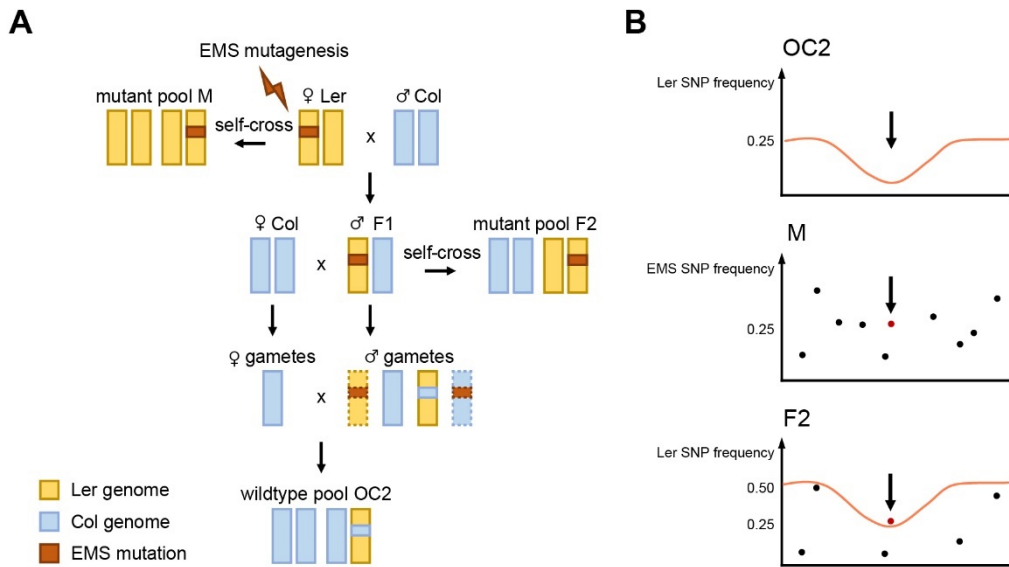 A
EMS mutagenesis
mutant pool M
♀ Ler
♂ Col
self-cross
x
♀ Col
♂ F1
mutant pool F2
x
self-cross
♀ gametes
♂ gametes
x
wildtype pool OC2
Ler genome
Col genome
EMS mutation
B
OC2
Ler SNP frequency
0.25
M
EMS SNP frequency
0.25
F2
Ler SNP frequency
0.50
0.25